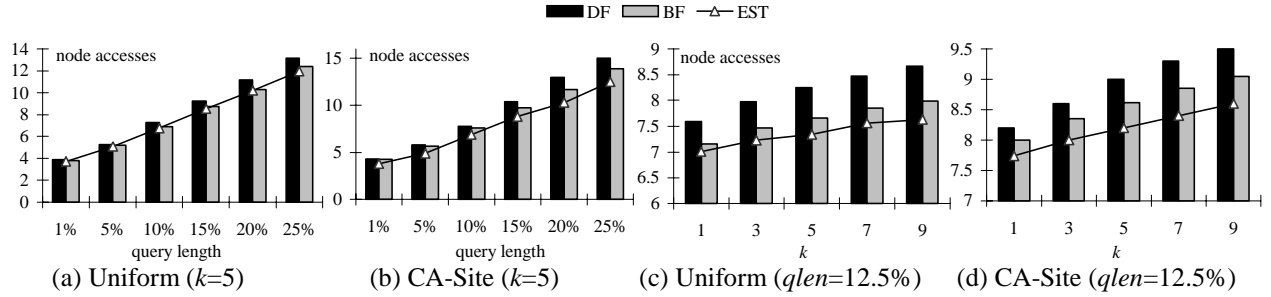 DF BF EST
node accesses
14
12
10
8
6
4
2
0
1% 5% 10% 15% 20% 25%
query length
(a) Uniform (k=5)
node accesses
15
10
5
0
1% 5% 10% 15% 20% 25%
query length
(b) CA-Site (k=5)
node accesses
9
8.5
8
7.5
7
6.5
6
1 3 5 7 9
k
(c) Uniform (qlen=12.5%)
9.5
9
8.5
8
7.5
7
1 3 5 7 9
k
(d) CA-Site (qlen=12.5%)